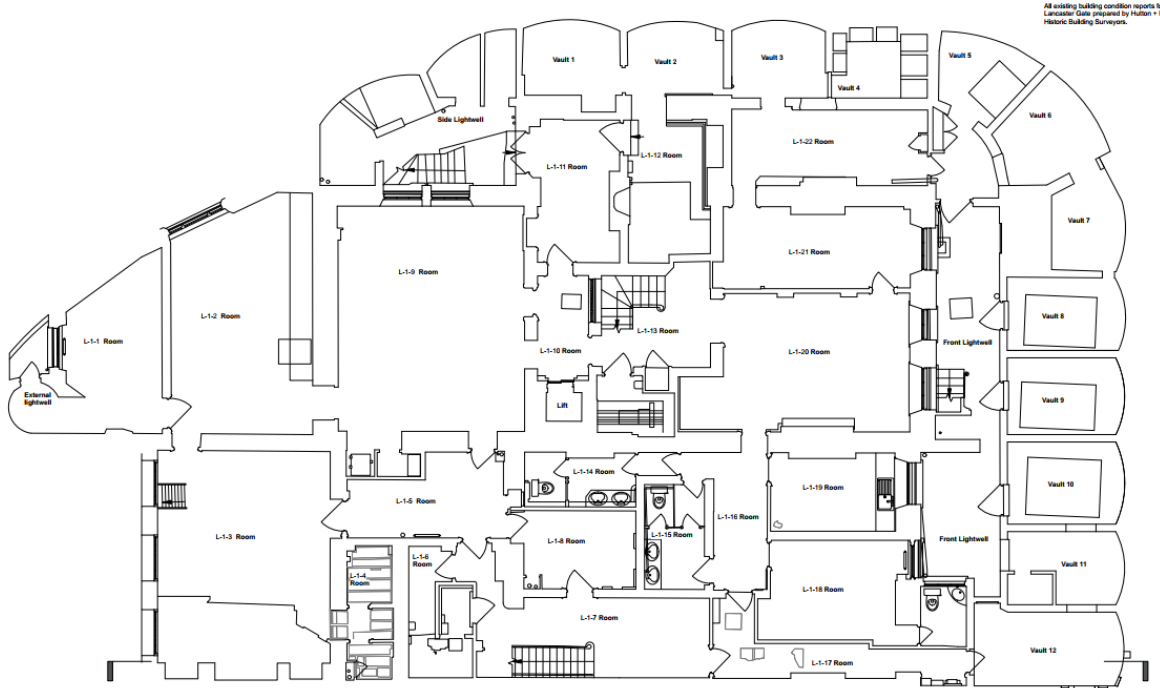 All existing building condition reports f
Lancaster Gate prepared by Hutton +
Historic Building Surveyors.
Vault 1
Vault 2
Vault 3
Vault 4
Vault 5
Vault 6
Side Lightwell
L-1-22 Room
L-1-12 Room
L-1-11 Room
Vault 7
L-1-21 Room
L-1-9 Room
L-1-2 Room
Vault 8
L-1-13 Room
L-1-1 Room
Front Lightwell
L-1-10 Room
L-1-20 Room
External
lightwell
Vault 9
Lift
L-1-14 Room
Vault 10
L-1-19 Room
L-1-5 Room
L-1-16 Room
L-1-3 Room
L-1-15 Room
L-1-8 Room
Front Lightwell
L-1-6
Room
Vault 11
L-1-4
Room
L-1-18 Room
L-1-7 Room
Vault 12
L-1-17 Room